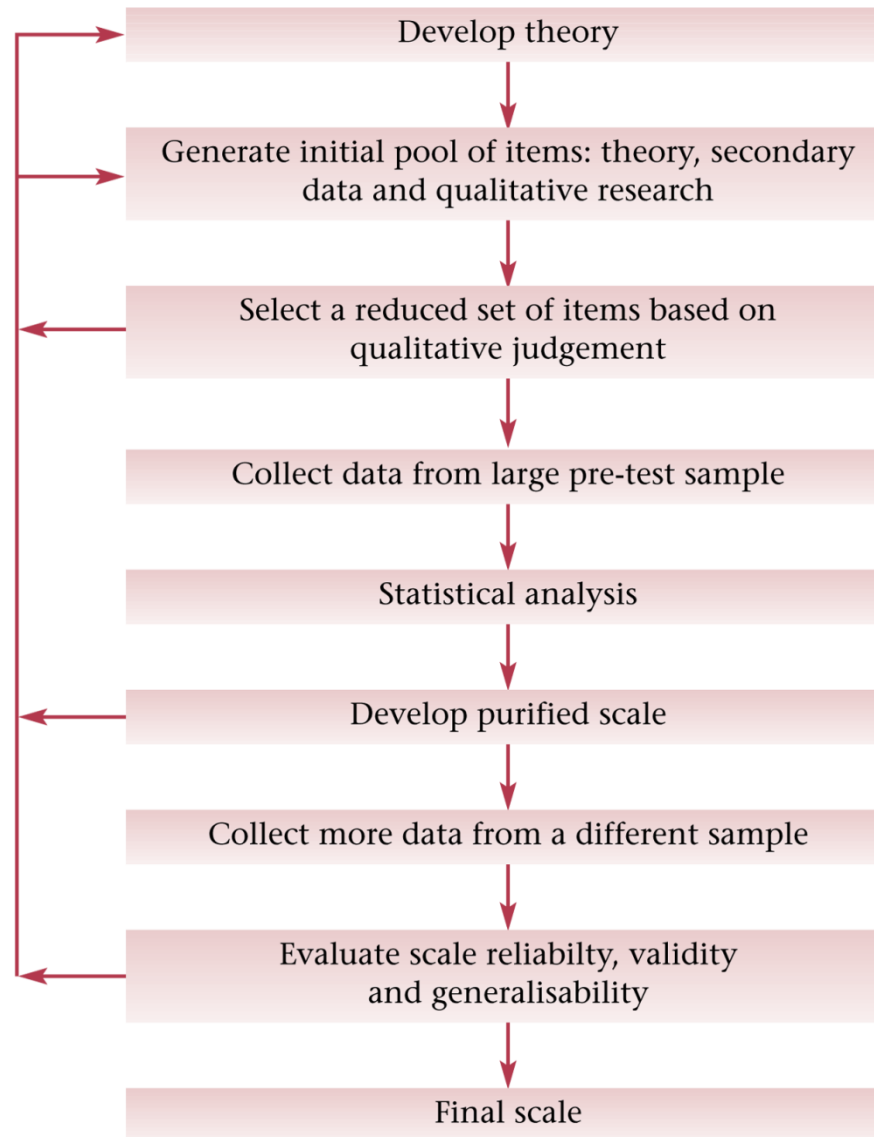 Develop theory
Generate initial pool of items: theory, secondary
data and qualitative research
Select a reduced set of items based on
qualitative judgement
Collect data from large pre-test sample
Statistical analysis
Develop purified scale
Collect more data from a different sample
Evaluate scale reliabilty, validity
and generalisability
Final scale